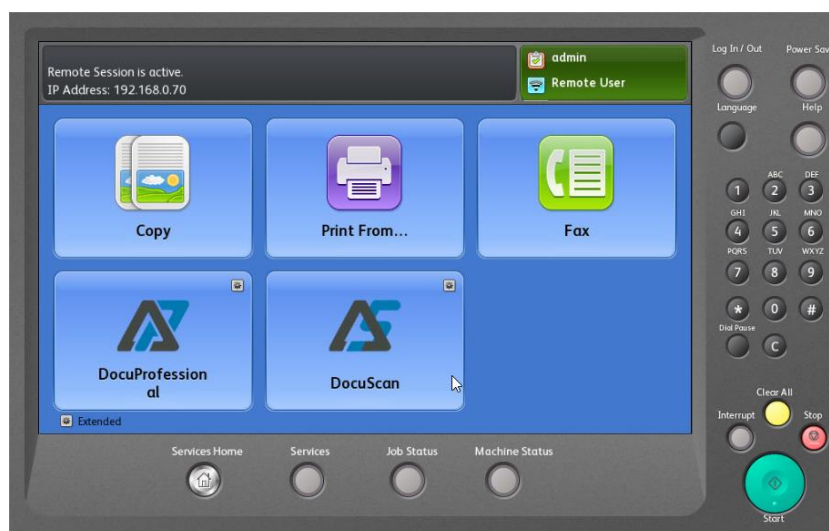 Remote Session is active.
IP Address: 192.168.0.70
admin
Remote User
Copy
Print From...
Fax
DocuProfession
al
DocuScan
Extended
Services Home
Services
Job Status
Machine Status
Log In / Out
Power Sav
Language
Help
ABC
DEF
1
2
3
GHI
JKL
MNO
4
5
6
PQRS
TUV
WXYZ
7
8
9
*
0
#
Dial Pause
C
Clear All
Interrupt
Stop
Start